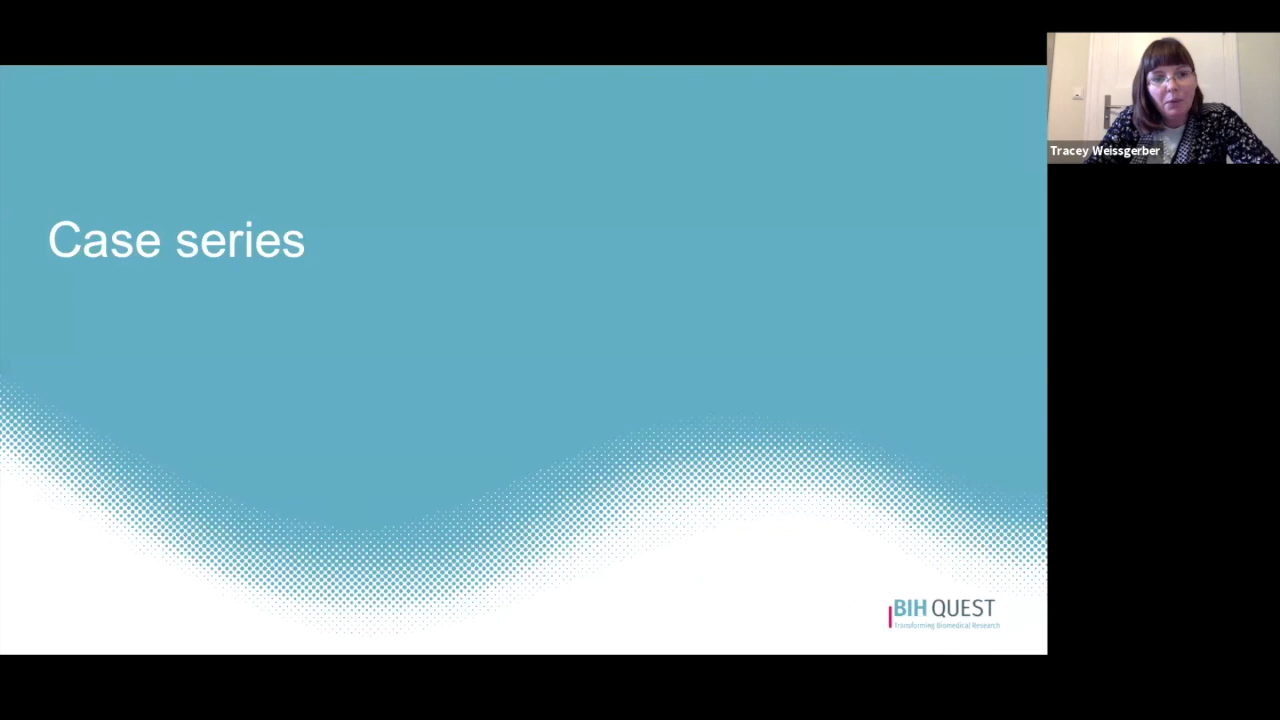 Case series
Tracey Weissgerber
BIH QUEST
Transforming Biomedical Research